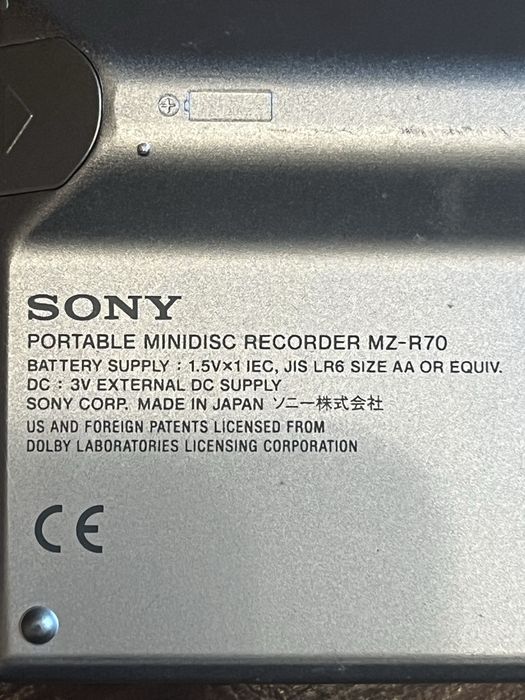 SONY
PORTABLE MINIDISC RECORDER MZ-R70
BATTERY SUPPLY : 1.5V×1 IEC, JIS LR6 SIZE AA OR EQUIV.
DC : 3V EXTERNAL DC SUPPLY
SONY CORP. MADE IN JAPAN ソニー株式会社
US AND FOREIGN PATENTS LICENSED FROM
DOLBY LABORATORIES LICENSING CORPORATION
CE